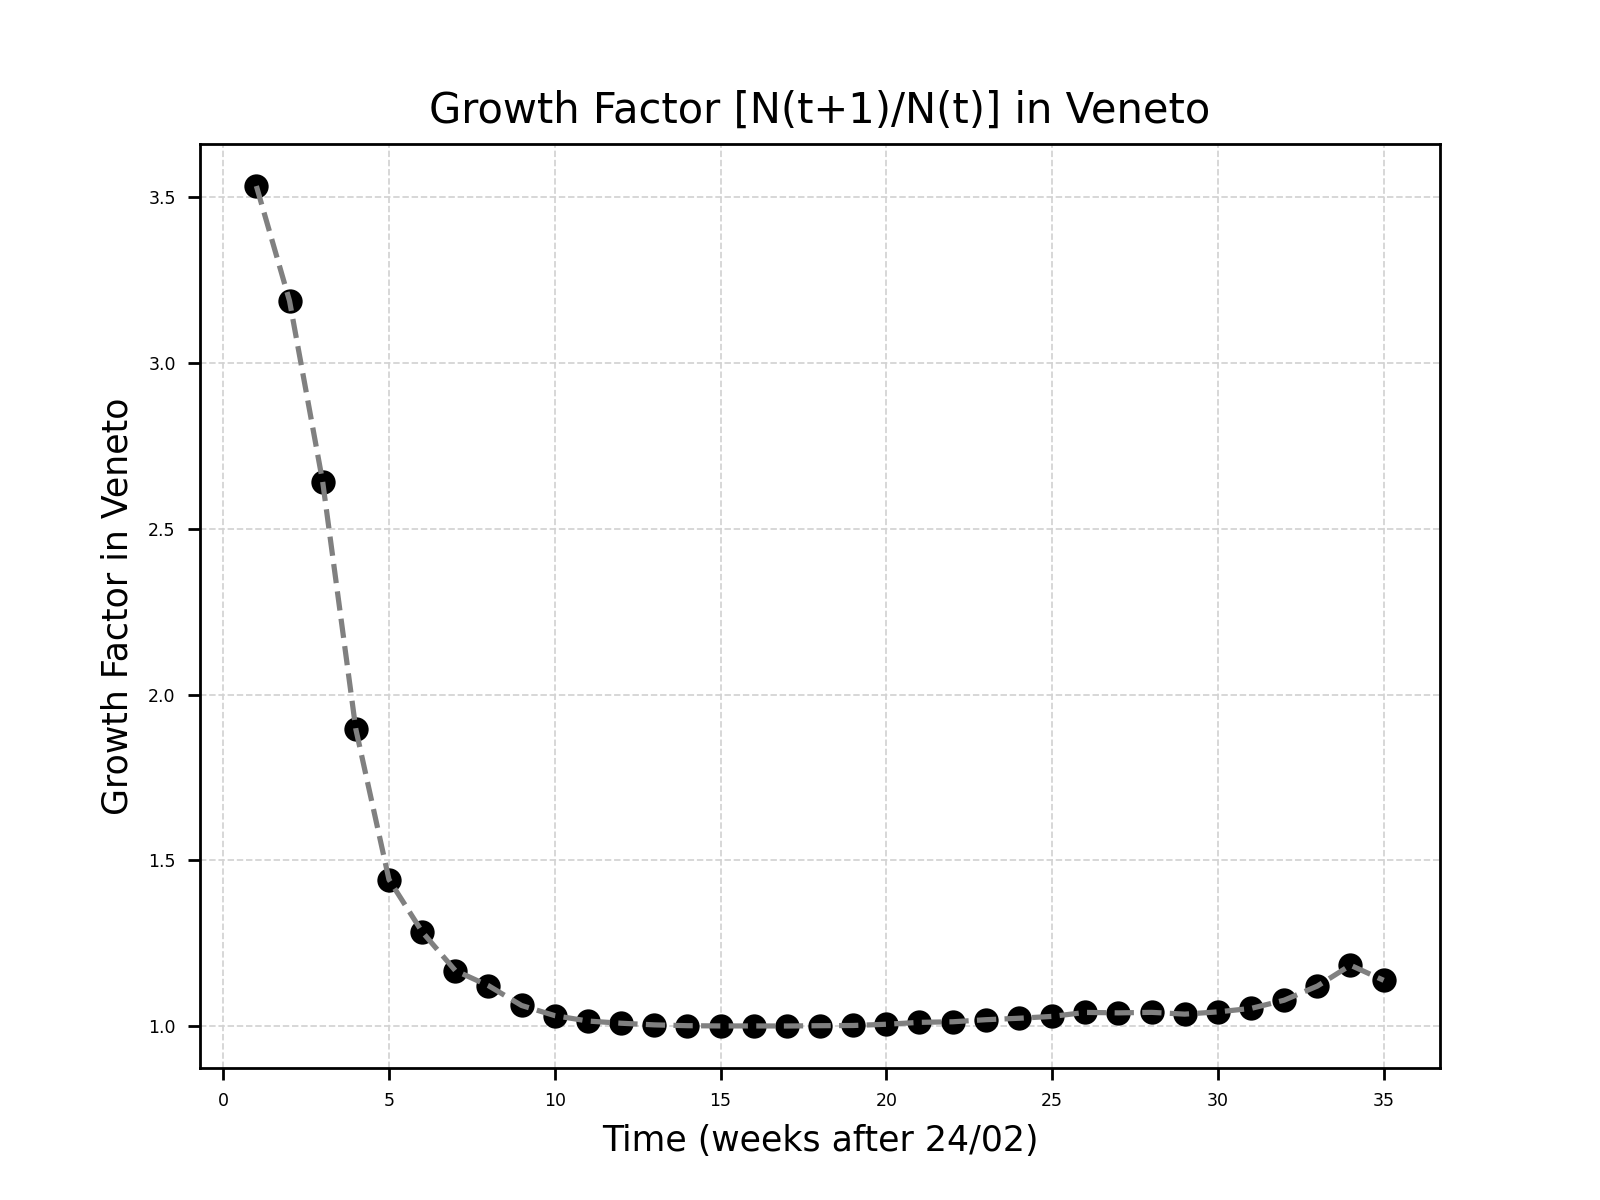 Growth Factor [N(t+1)/N(t)] in Veneto
Growth Factor in Veneto
3.5
3.0
2.5
2.0
1.5
1.0
0 5 10 15 20 25 30 35
Time (weeks after 24/02)